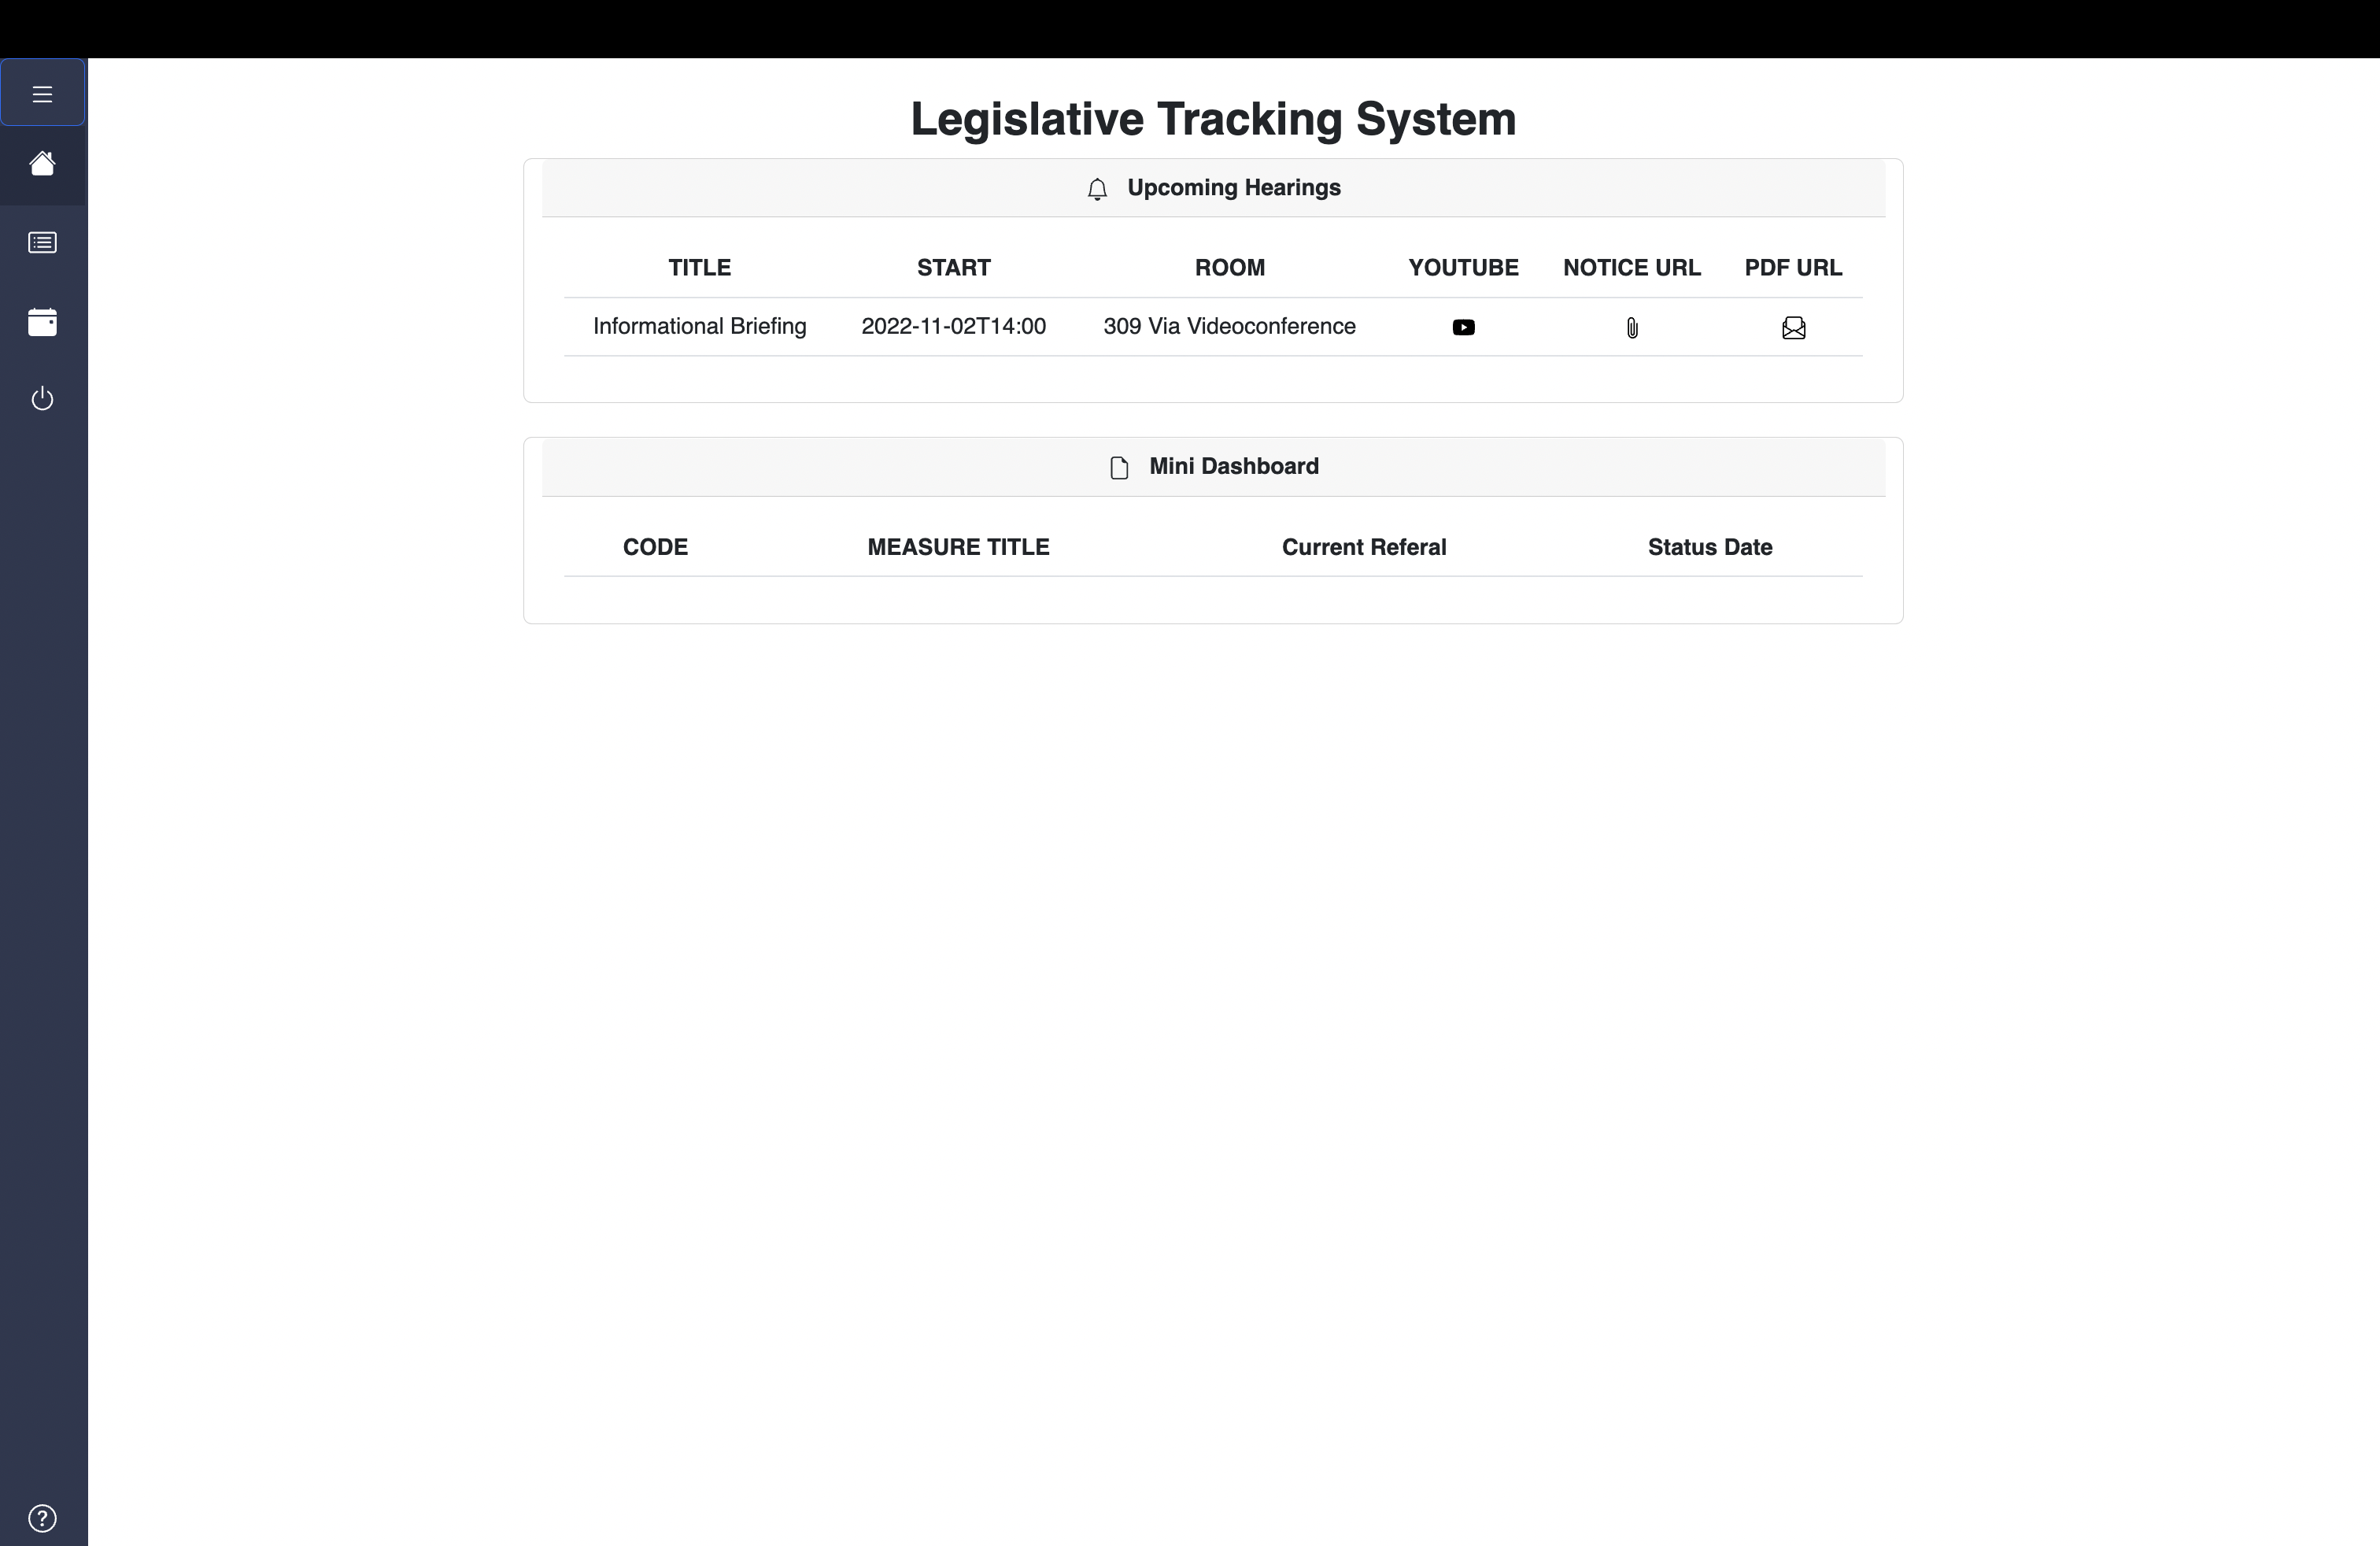 Legislative Tracking System
Upcoming Hearings
TITLE START ROOM YOUTUBE NOTICE URL PDF URL
Informational Briefing 2022-11-02T14:00 309 Via Videoconference
Mini Dashboard
CODE MEASURE TITLE Current Referal Status Date